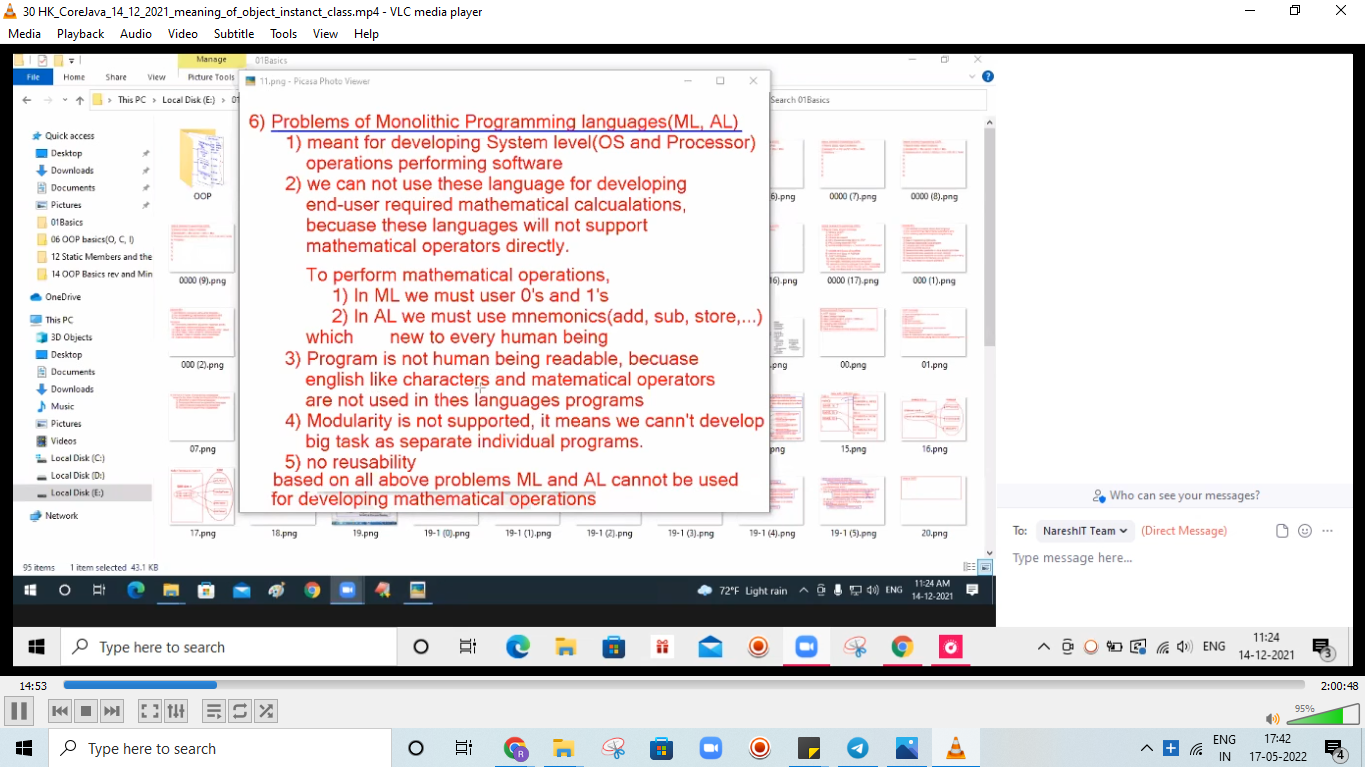 30 HK_CoreJava_14_12_2021_meaning_of_object_instanct_class.mp4 - VLC media player
Media Playback Audio Video Subtitle Tools View Help
Manage
01Basics
File Home Share View Picture Tools
11.png - Picasa Photo Viewer
This PC > Local Disk (E:) > 01
Search 01Basics
Quick access
Desktop
Downloads
Documents
Pictures
01Basics
06 OOP basics(O, C, I)
12 Static Members and the
14 OOP Basics rev and Min
OneDrive
This PC
3D Objects
Desktop
Documents
Downloads
Music
Pictures
Videos
Local Disk (C:)
Local Disk (D:)
Local Disk (E:)
Network
OOP
0000 (9).png
000 (2).png
07.png
6) Problems of Monolithic Programming languages(ML, AL)
1) meant for developing System level(OS and Processor)
operations performing software
2) we can not use these language for developing
end-user required mathematical calcualations,
becuase these languages will not support
mathematical operators directly.
To perform mathematical operations,
1) In ML we must user 0's and 1's
2) In AL we must use mnemonics(add, sub, store,...)
which new to every human being
3) Program is not human being readable, becuase
english like characters and matematical operators
are not used in thes languages programs
4) Modularity is not supported, it means we cann't develop
big task as separate individual programs.
5) no reusability
based on all above problems ML and AL cannot be used
for developing mathematical operations
6).png 0000 (7).png 0000 (8).png
16).png 0000 (17).png 000 (1).png
.png 00.png 01.png
.png 15.png 16.png
17.png 18.png 19.png 19-1 (0).png 19-1 (1).png 19-1 (2).png 19-1 (3).png 19-1 (4).png 19-1 (5).png 20.png
95 items 1 item selected 43.1 KB
72°F Light rain ENG 11:24 AM
14-12-2021
Who can see your messages?
To: NareshIT Team (Direct Message)
Type message here...
Type here to search
ENG 11:24
14-12-2021
3
14:53
2:00:48
95%
Type here to search
R
ENG 17:42
IN 17-05-2022
4